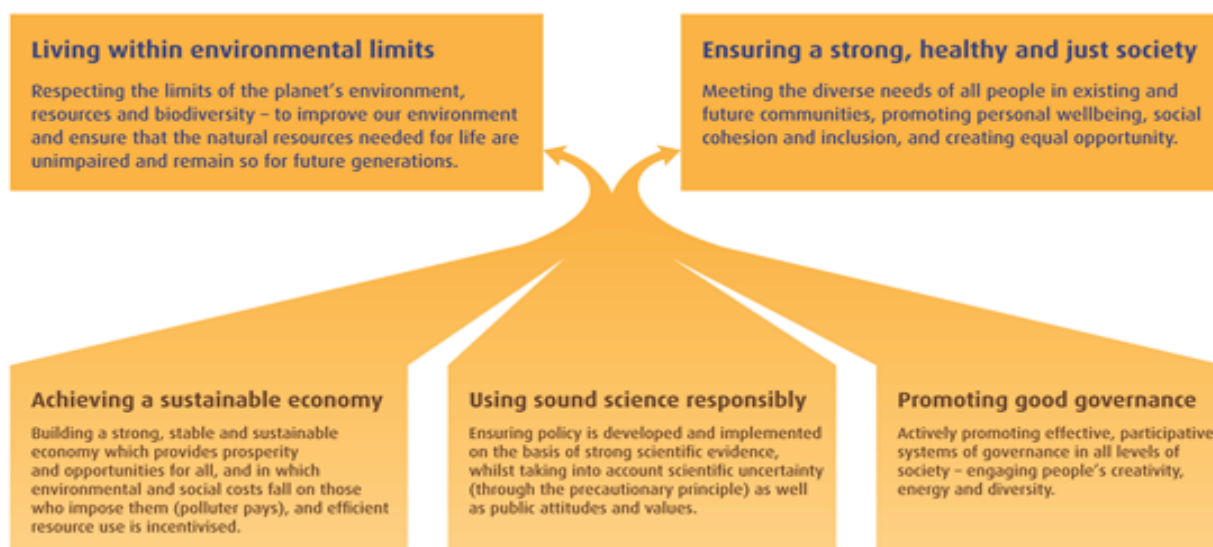 Living within environmental limits
Respecting the limits of the planet's environment,
resources and biodiversity – to improve our environment
and ensure that the natural resources needed for life are
unimpaired and remain so for future generations.
Ensuring a strong, healthy and just society
Meeting the diverse needs of all people in existing and
future communities, promoting personal wellbeing, social
cohesion and inclusion, and creating equal opportunity.
Achieving a sustainable economy
Building a strong, stable and sustainable
economy which provides prosperity
and opportunities for all, and in which
environmental and social costs fall on those
who impose them (polluter pays), and efficient
resource use is incentivised.
Using sound science responsibly
Ensuring policy is developed and implemented
on the basis of strong scientific evidence,
whilst taking into account scientific uncertainty
(through the precautionary principle) as well
as public attitudes and values.
Promoting good governance
Actively promoting effective, participative
systems of governance in all levels of
society – engaging people's creativity,
energy and diversity.